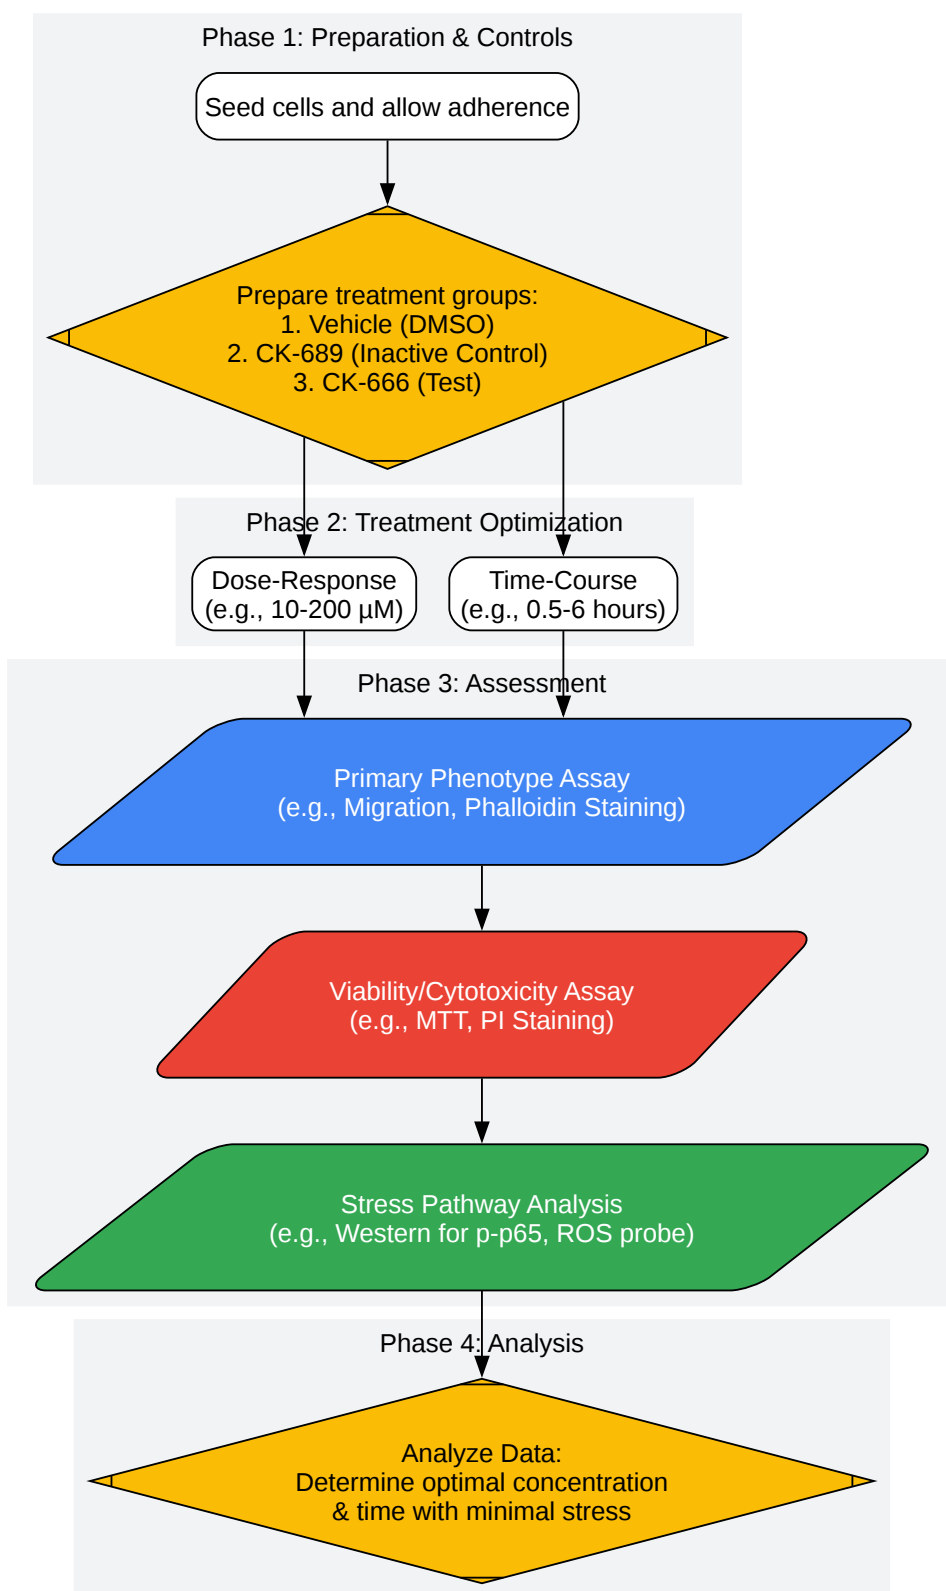 Phase 1: Preparation & Controls
Seed cells and allow adherence
Prepare treatment groups:
1. Vehicle (DMSO)
2. CK-689 (Inactive Control)
3. CK-666 (Test)
Phase 2: Treatment Optimization
Dose-Response
(e.g., 10-200 µM)
Time-Course
(e.g., 0.5-6 hours)
Phase 3: Assessment
Primary Phenotype Assay
(e.g., Migration, Phalloidin Staining)
Viability/Cytotoxicity Assay
(e.g., MTT, PI Staining)
Stress Pathway Analysis
(e.g., Western for p-p65, ROS probe)
Phase 4: Analysis
Analyze Data:
Determine optimal concentration
& time with minimal stress